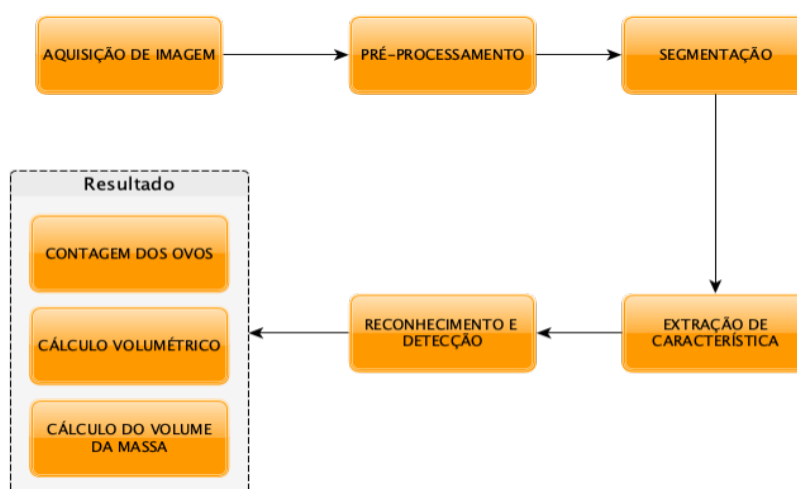 AQUISIÇÃO DE IMAGEM
PRÉ-PROCESSAMENTO
SEGMENTAÇÃO
EXTRAÇÃO DE
CARACTERÍSTICA
RECONHECIMENTO E
DETECÇÃO
Resultado
CONTAGEM DOS OVOS
CÁLCULO VOLUMÉTRICO
CÁLCULO DO VOLUME
DA MASSA